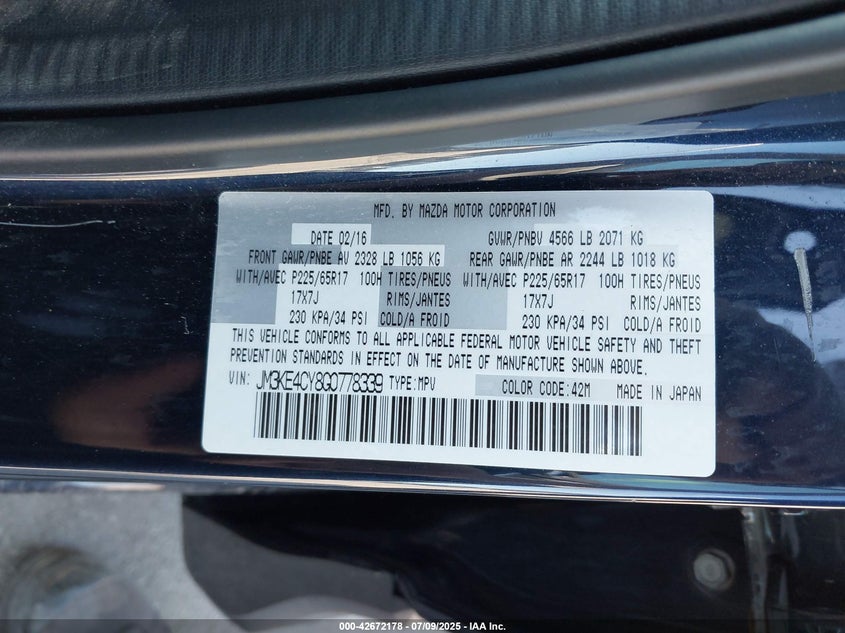 MFD. BY MAZDA MOTOR CORPORATION
DATE 02/16 GVWR/PNBV 4566 LB 2071 KG
FRONT GAWR/PNBE AV 2328 LB 1056 KG REAR GAWR/PNBE AR 2244 LB 1018 KG
WITH/AVEC P225/65R17 100H TIRES/PNEUS WITH/AVEC P225/65R17 100H TIRES/PNEUS
17X7J RIMS/JANTES 17X7J RIMS/JANTES
230 KPA/34 PSI COLD/A FROID 230 KPA/34 PSI COLD/A FROID
THIS VEHICLE CONFORMS TO ALL APPLICABLE FEDERAL MOTOR VEHICLE SAFETY AND THEFT
PREVENTION STANDARDS IN EFFECT ON THE DATE OF MANUFACTURE SHOWN ABOVE.
VIN: JM3KE4CY8G0778339 TYPE:MPV COLOR CODE:42M MADE IN JAPAN
000-42672178 - 07/09/2025 - IAA Inc.